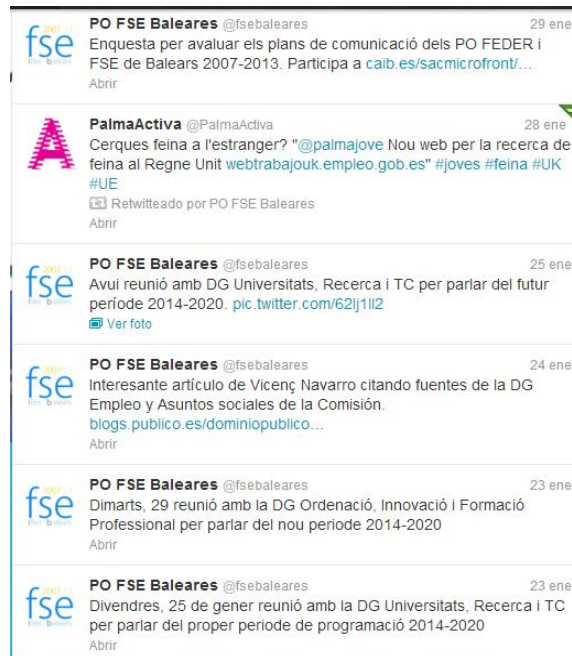 PO FSE Baleares @fsebaleares 29 ene
Enquesta per avaluar els plans de comunicació dels PO FEDER i
FSE de Balears 2007-2013. Participa a caib.es/sacmicrofront/...
Abrir
PalmaActiva @PalmaActiva 28 ene
Cerques feina a l'estranger? "@palmajove Nou web per la recerca de
feina al Regne Unit webtrabajouk.empleo.gob.es" #joves #feina #UK
#UE
Retwitteado por PO FSE Baleares
Abrir
PO FSE Baleares @fsebaleares 25 ene
Avui reunió amb DG Universitats, Recerca i TC per parlar del futur
període 2014-2020. pic.twitter.com/62lj1ll2
Ver foto
PO FSE Baleares @fsebaleares 24 ene
Interesante artículo de Vicenç Navarro citando fuentes de la DG
Empleo y Asuntos sociales de la Comisión.
blogs.publico.es/dominiopublico...
Abrir
PO FSE Baleares @fsebaleares 23 ene
Dimarts, 29 reunió amb la DG Ordenació, Innovació i Formació
Professional per parlar del nou periode 2014-2020
Abrir
PO FSE Baleares @fsebaleares 23 ene
Divendres, 25 de gener reunió amb la DG Universitats, Recerca i TC
per parlar del proper periode de programació 2014-2020
Abrir